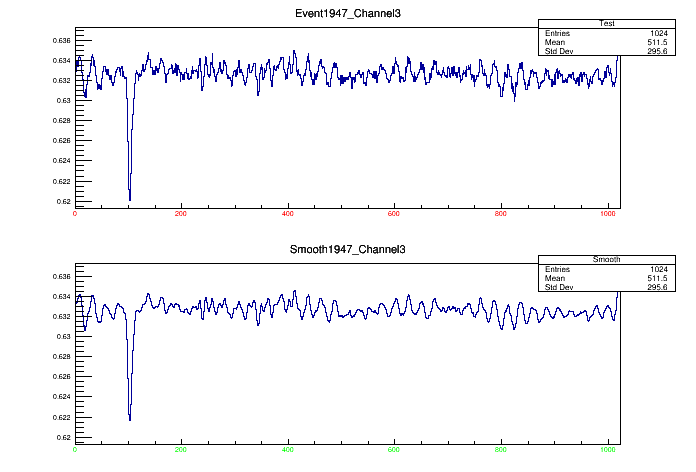 Event1947_Channel3
Test
Entries 1024
Mean 511.5
Std Dev 295.6
0.636
0.634
0.632
0.63
0.628
0.626
0.624
0.622
0.62
0 200 400 600 800 1000
Smooth1947_Channel3
Smooth
Entries 1024
Mean 511.5
Std Dev 295.6
0.636
0.634
0.632
0.63
0.628
0.626
0.624
0.622
0.62
0 200 400 600 800 1000